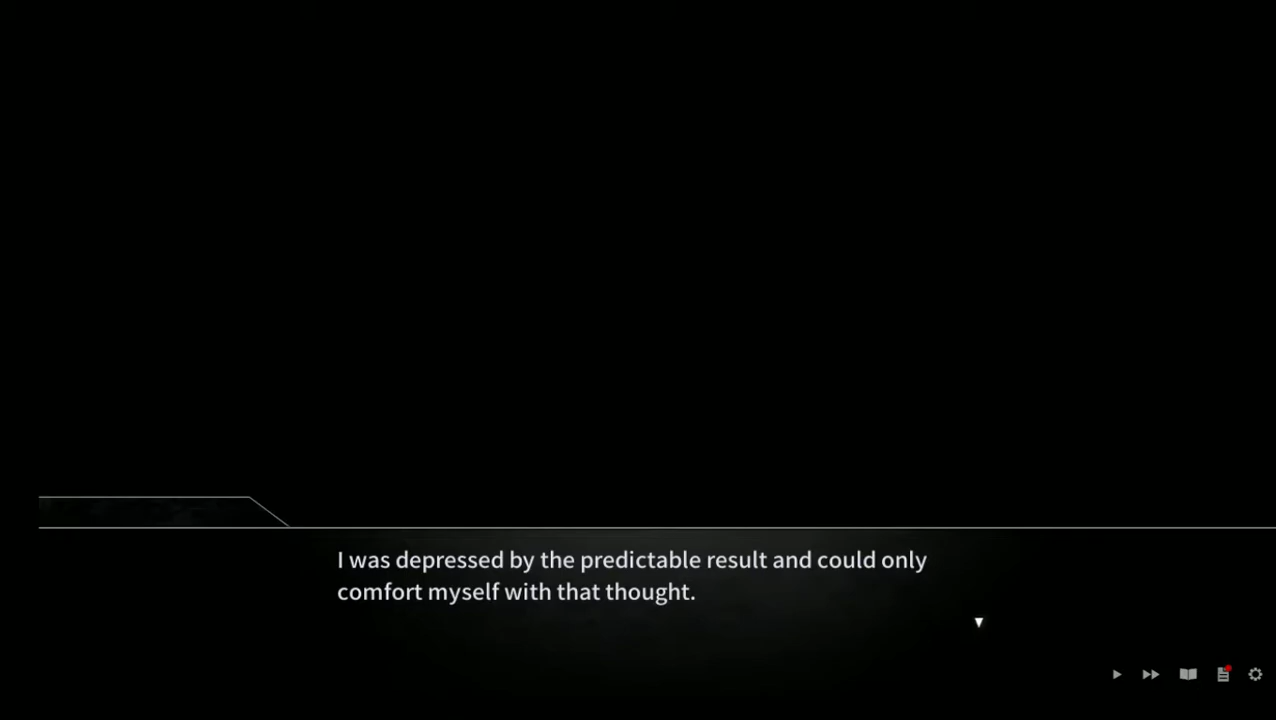 I was depressed by the predictable result and could only
comfort myself with that thought.